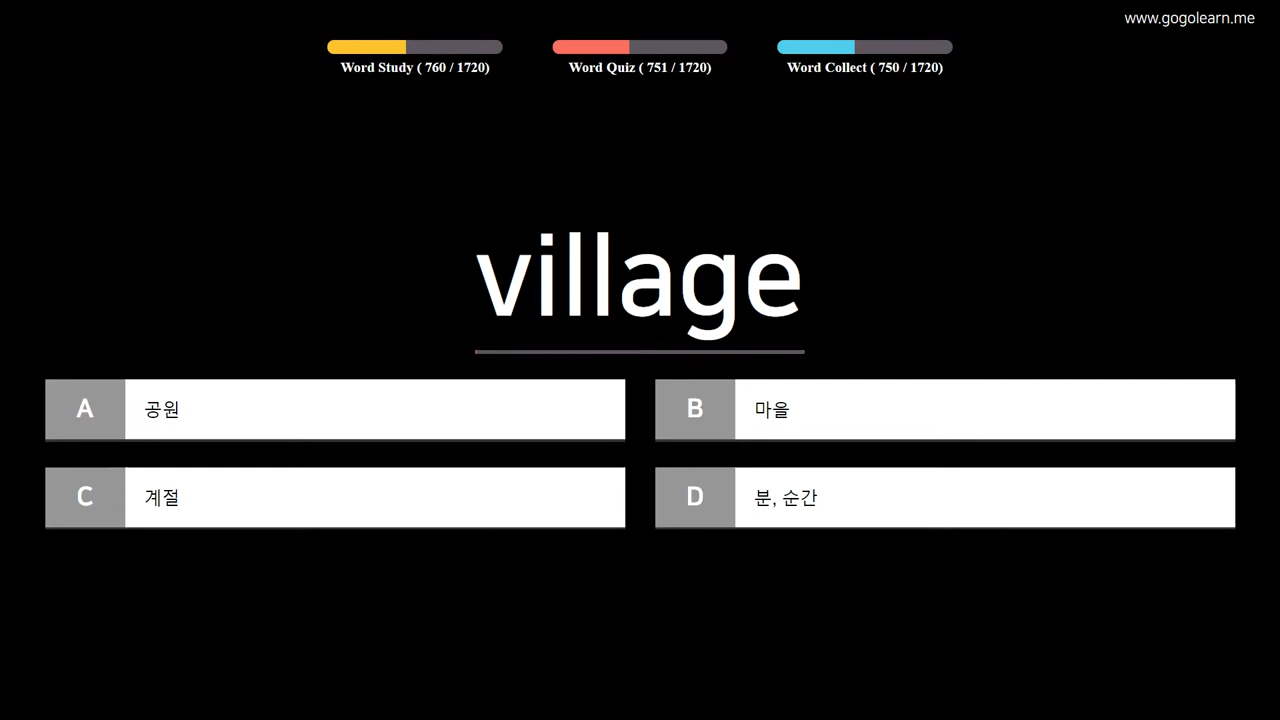 www.gogolearn.me
Word Study ( 760 / 1720)
Word Quiz ( 751 / 1720)
Word Collect ( 750 / 1720)
village
A 공원
B 마을
C 계절
D 분, 순간